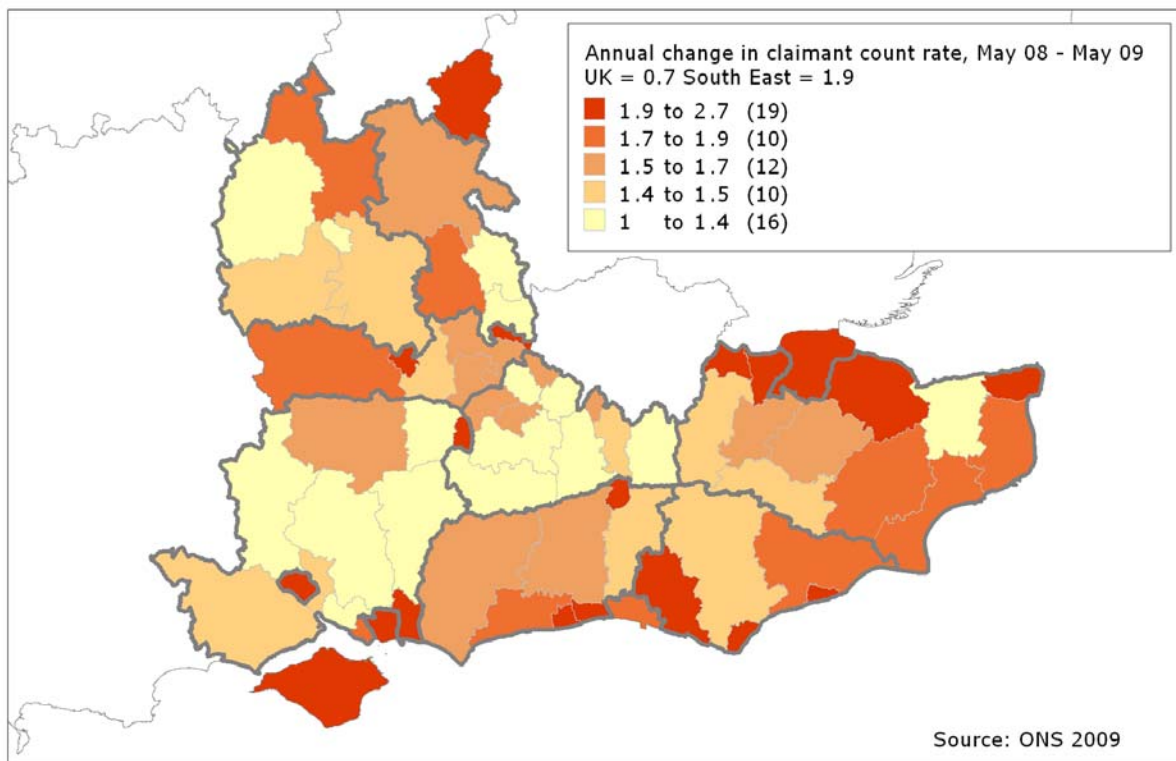 Annual change in claimant count rate, May 08 - May 09
UK = 0.7 South East = 1.9
1.9 to 2.7 (19)
1.7 to 1.9 (10)
1.5 to 1.7 (12)
1.4 to 1.5 (10)
1 to 1.4 (16)
Source: ONS 2009